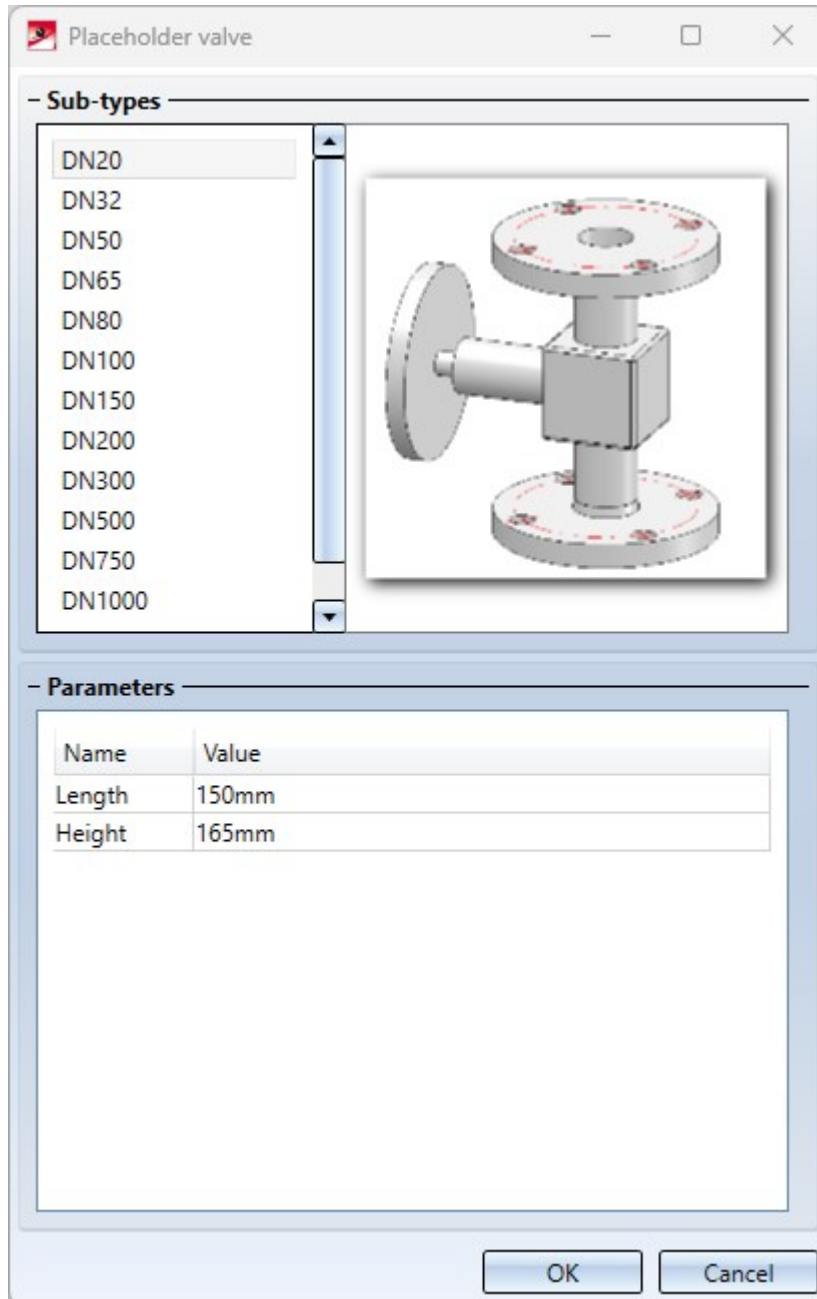 Placeholder valve
Sub-types
DN20
DN32
DN50
DN65
DN80
DN100
DN150
DN200
DN300
DN500
DN750
DN1000
Parameters
Name Value
Length 150mm
Height 165mm
OK Cancel